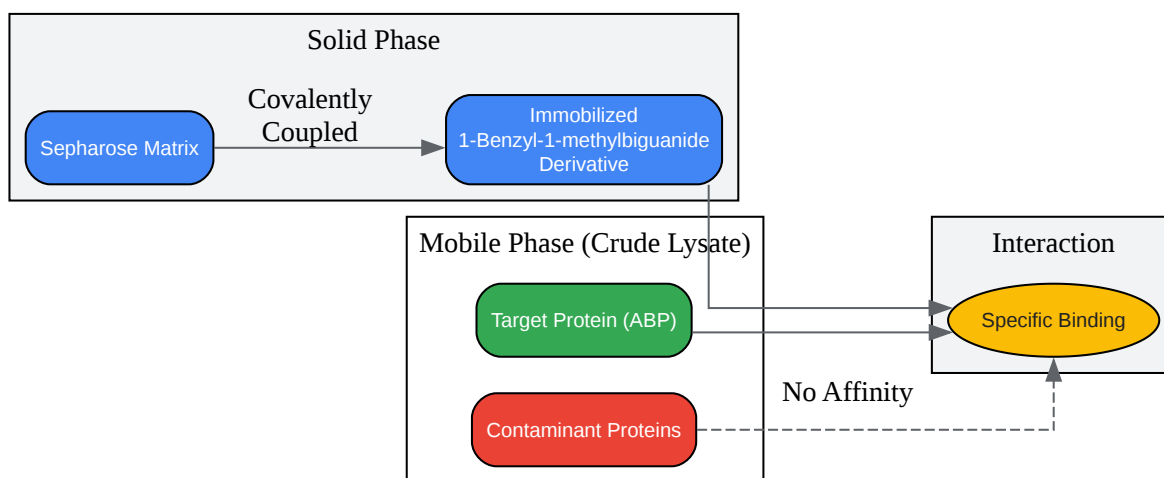 Solid Phase
Covalently
Coupled
Sepharose Matrix
Immobilized
1-Benzyl-1-methylbiguanide
Derivative
Mobile Phase (Crude Lysate)
Interaction
Target Protein (ABP)
Specific Binding
No Affinity
Contaminant Proteins